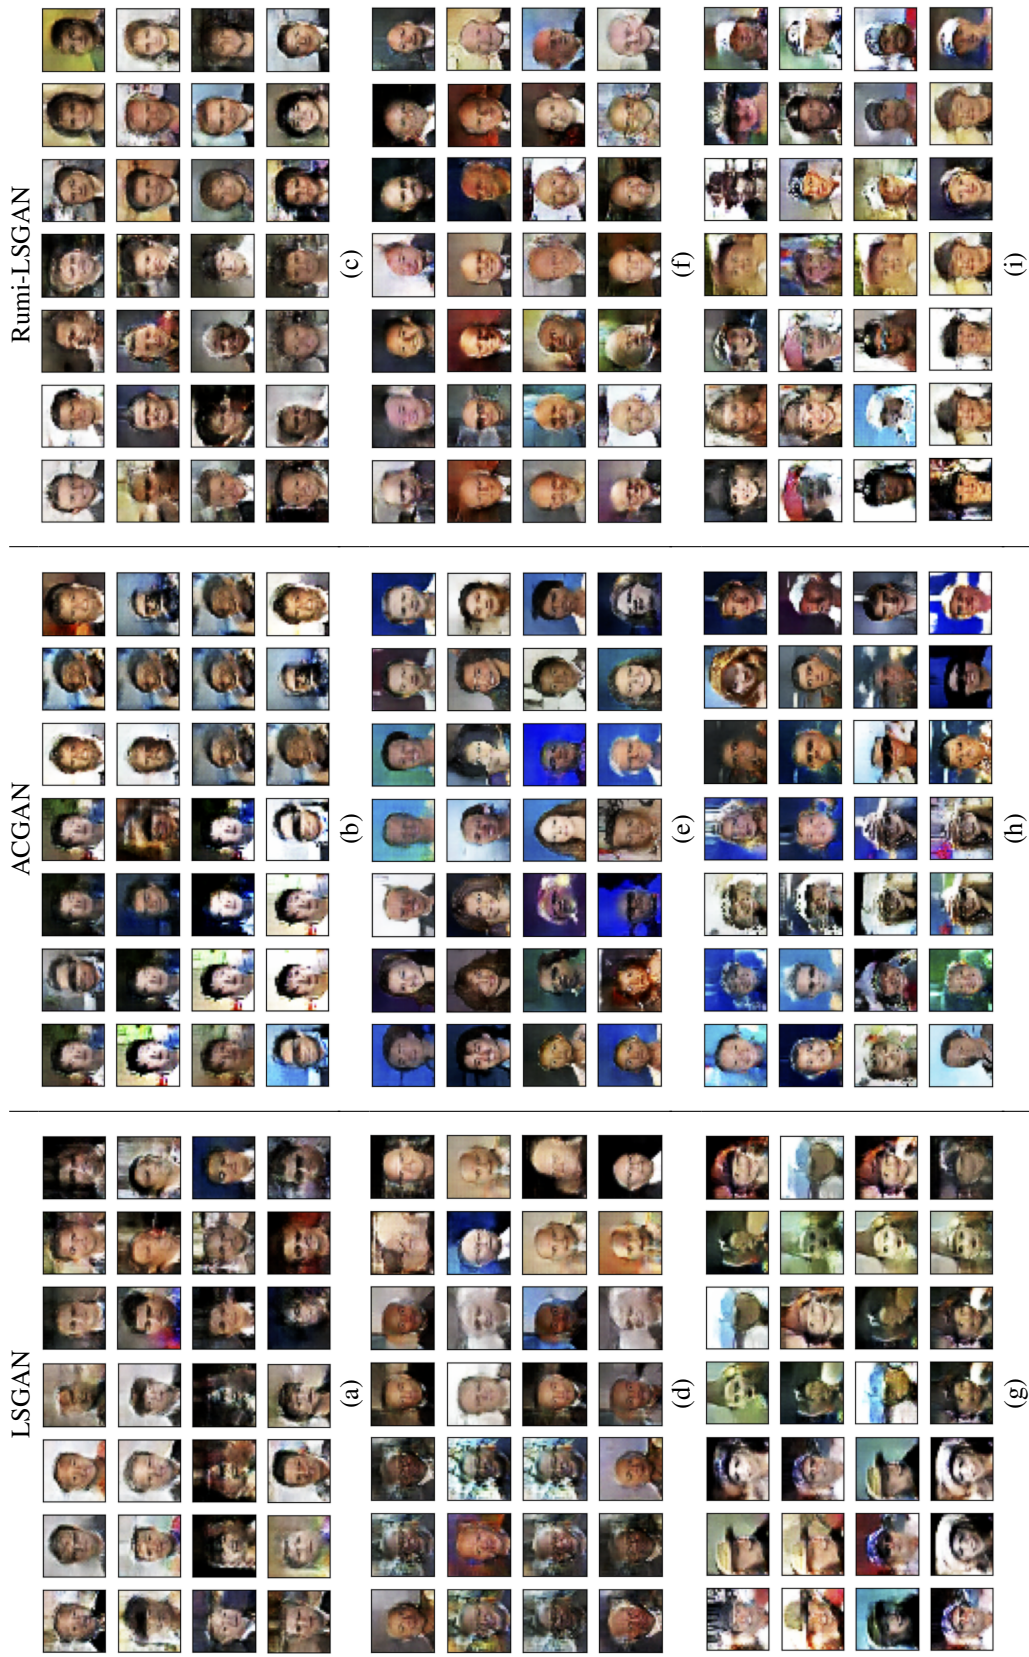 LSGAN
ACGAN
Rumi-LSGAN
(a)
(b)
(c)
(d)
(e)
(f)
(g)
(h)
(i)